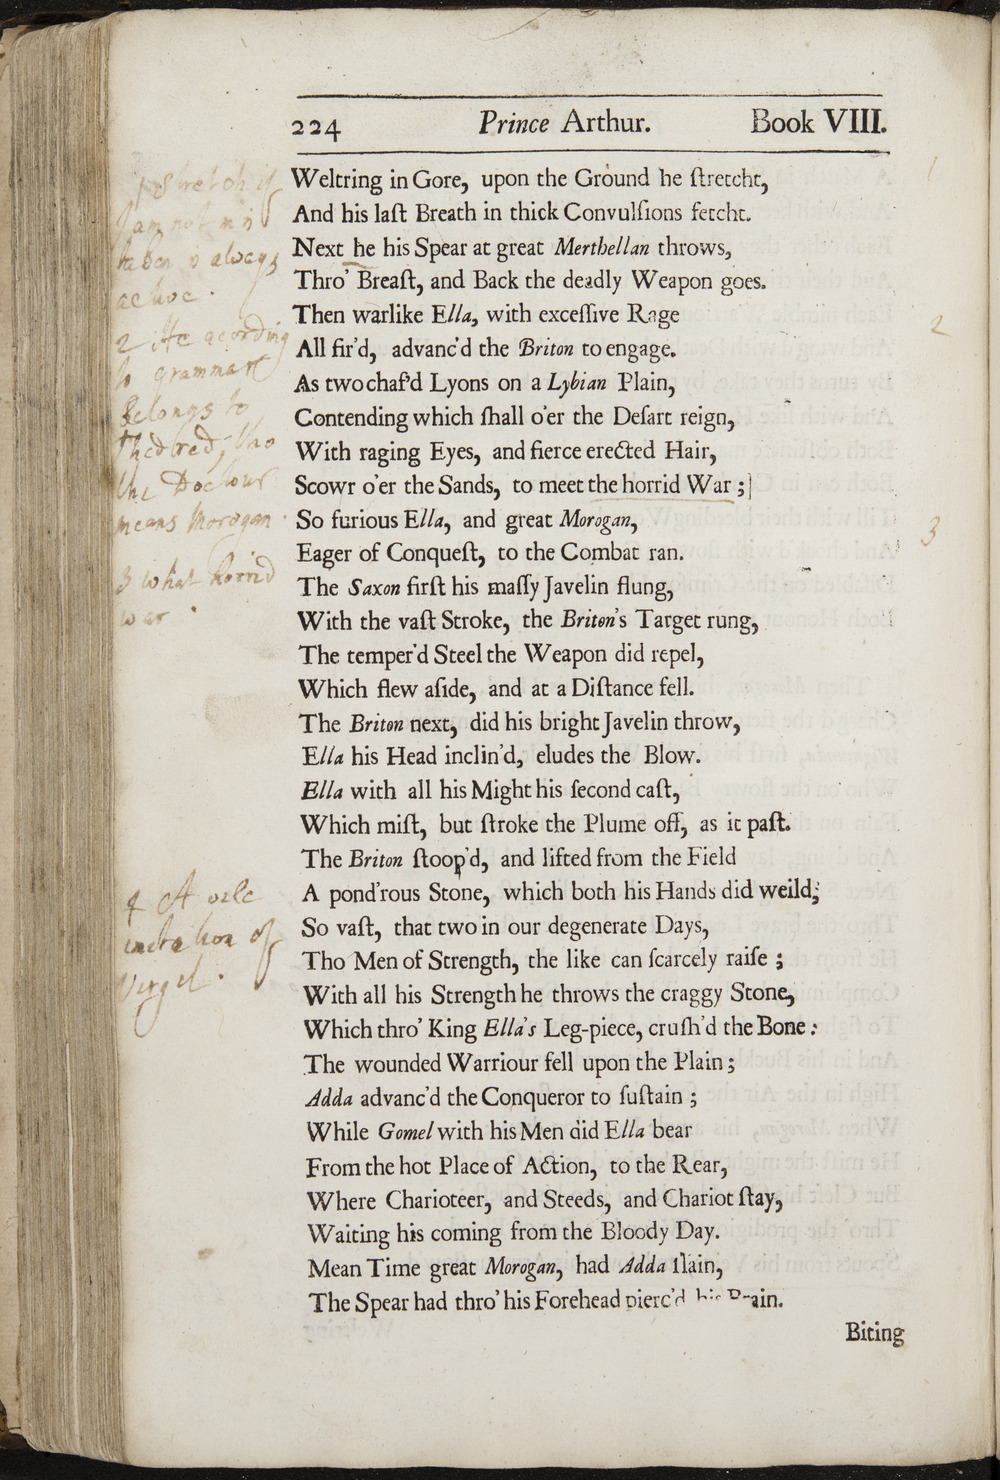 224 Prince Arthur. Book VIII.
Weltring in Gore, upon the Ground he ſtretcht,
And his laſt Breath in thick Convulſions fetcht.
Next he his Spear at great Merthellan throws,
Thro' Breaſt, and Back the deadly Weapon goes.
Then warlike Ella, with exceſſive Rage
All fir'd, advanc'd the Briton to engage.
As two chaf'd Lyons on a Lybian Plain,
Contending which ſhall o'er the Deſart reign,
With raging Eyes, and fierce erected Hair,
Scowr o'er the Sands, to meet the horrid War ;
So furious Ella, and great Morogan,
Eager of Conqueſt, to the Combat ran.
The Saxon firſt his maſſy Javelin flung,
With the vaſt Stroke, the Briton's Target rung,
The temper'd Steel the Weapon did repel,
Which flew aſide, and at a Diſtance fell.
The Briton next, did his bright Javelin throw,
Ella his Head inclin'd, eludes the Blow.
Ella with all his Might his ſecond caſt,
Which miſt, but ſtroke the Plume off, as it paſt.
The Briton ſtoop'd, and lifted from the Field
A pond'rous Stone, which both his Hands did weild;
So vaſt, that two in our degenerate Days,
Tho Men of Strength, the like can ſcarcely raiſe ;
With all his Strength he throws the craggy Stone,
Which thro' King Ella's Leg-piece, cruſh'd the Bone :
The wounded Warriour fell upon the Plain ;
Adda advanc'd the Conqueror to ſuſtain ;
While Gomel with his Men did Ella bear
From the hot Place of Action, to the Rear,
Where Charioteer, and Steeds, and Chariot ſtay,
Waiting his coming from the Bloody Day.
Mean Time great Morogan, had Adda ſlain,
The Spear had thro' his Forehead pierc'd his Brain.
Biting
1 Stretch if
I am not
taken is always
2 He acording
to grammar
Belongs to
tho
the Doctour
means Morogan
3 what horrid
war
4 A vile
imitation of
Virgel
1
2
3